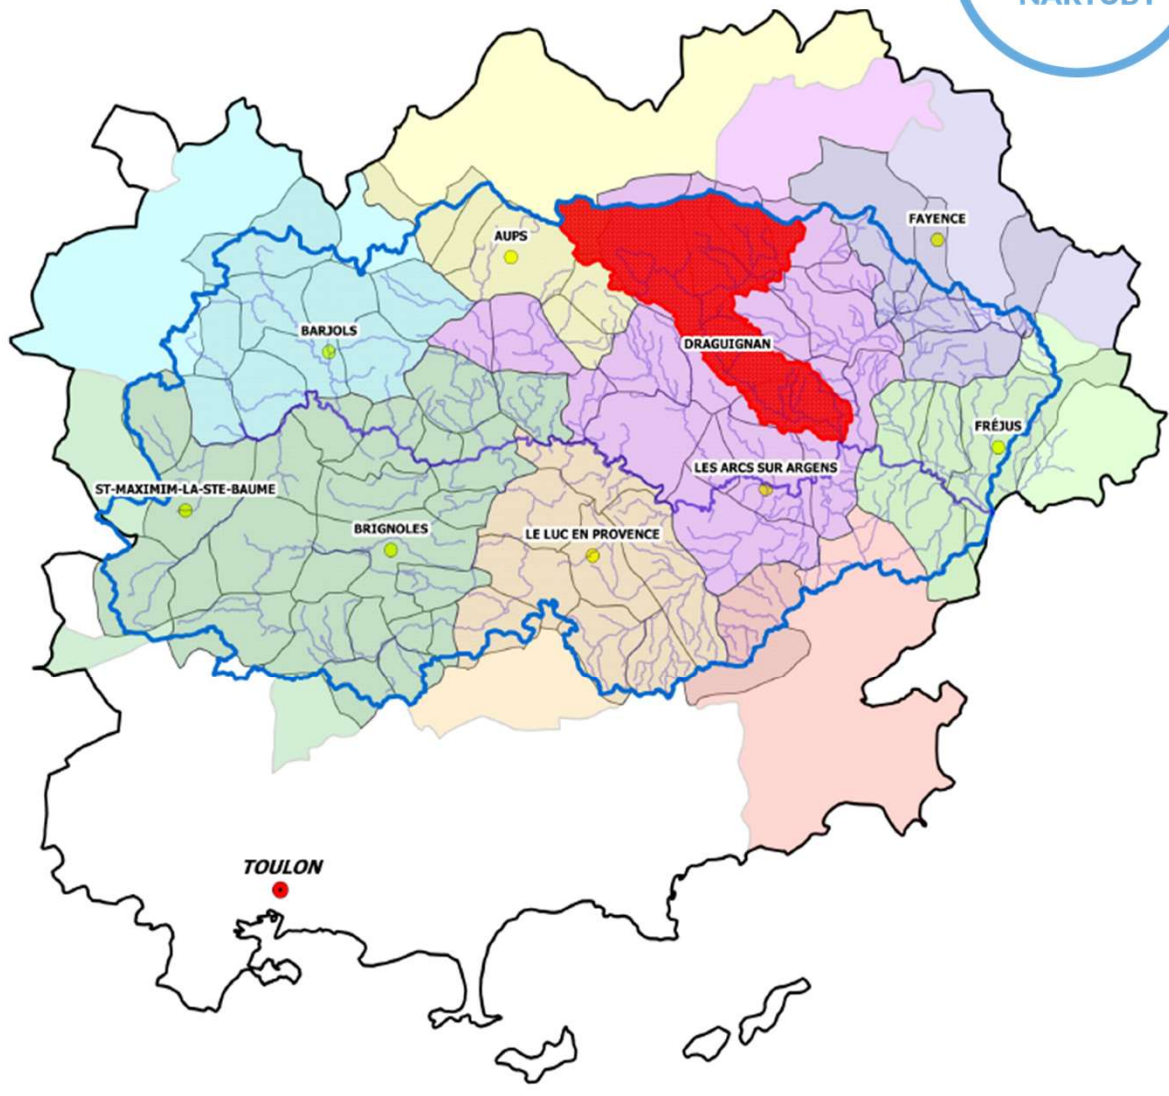 NARTUBY
FAYENCE
AUPS
BARJOLS
DRAGUIGNAN
FRÉJUS
LES ARCS SUR ARGENS
ST-MAXIMIM-LA-STE-BAUME
BRIGNOLES
LE LUC EN PROVENCE
TOULON